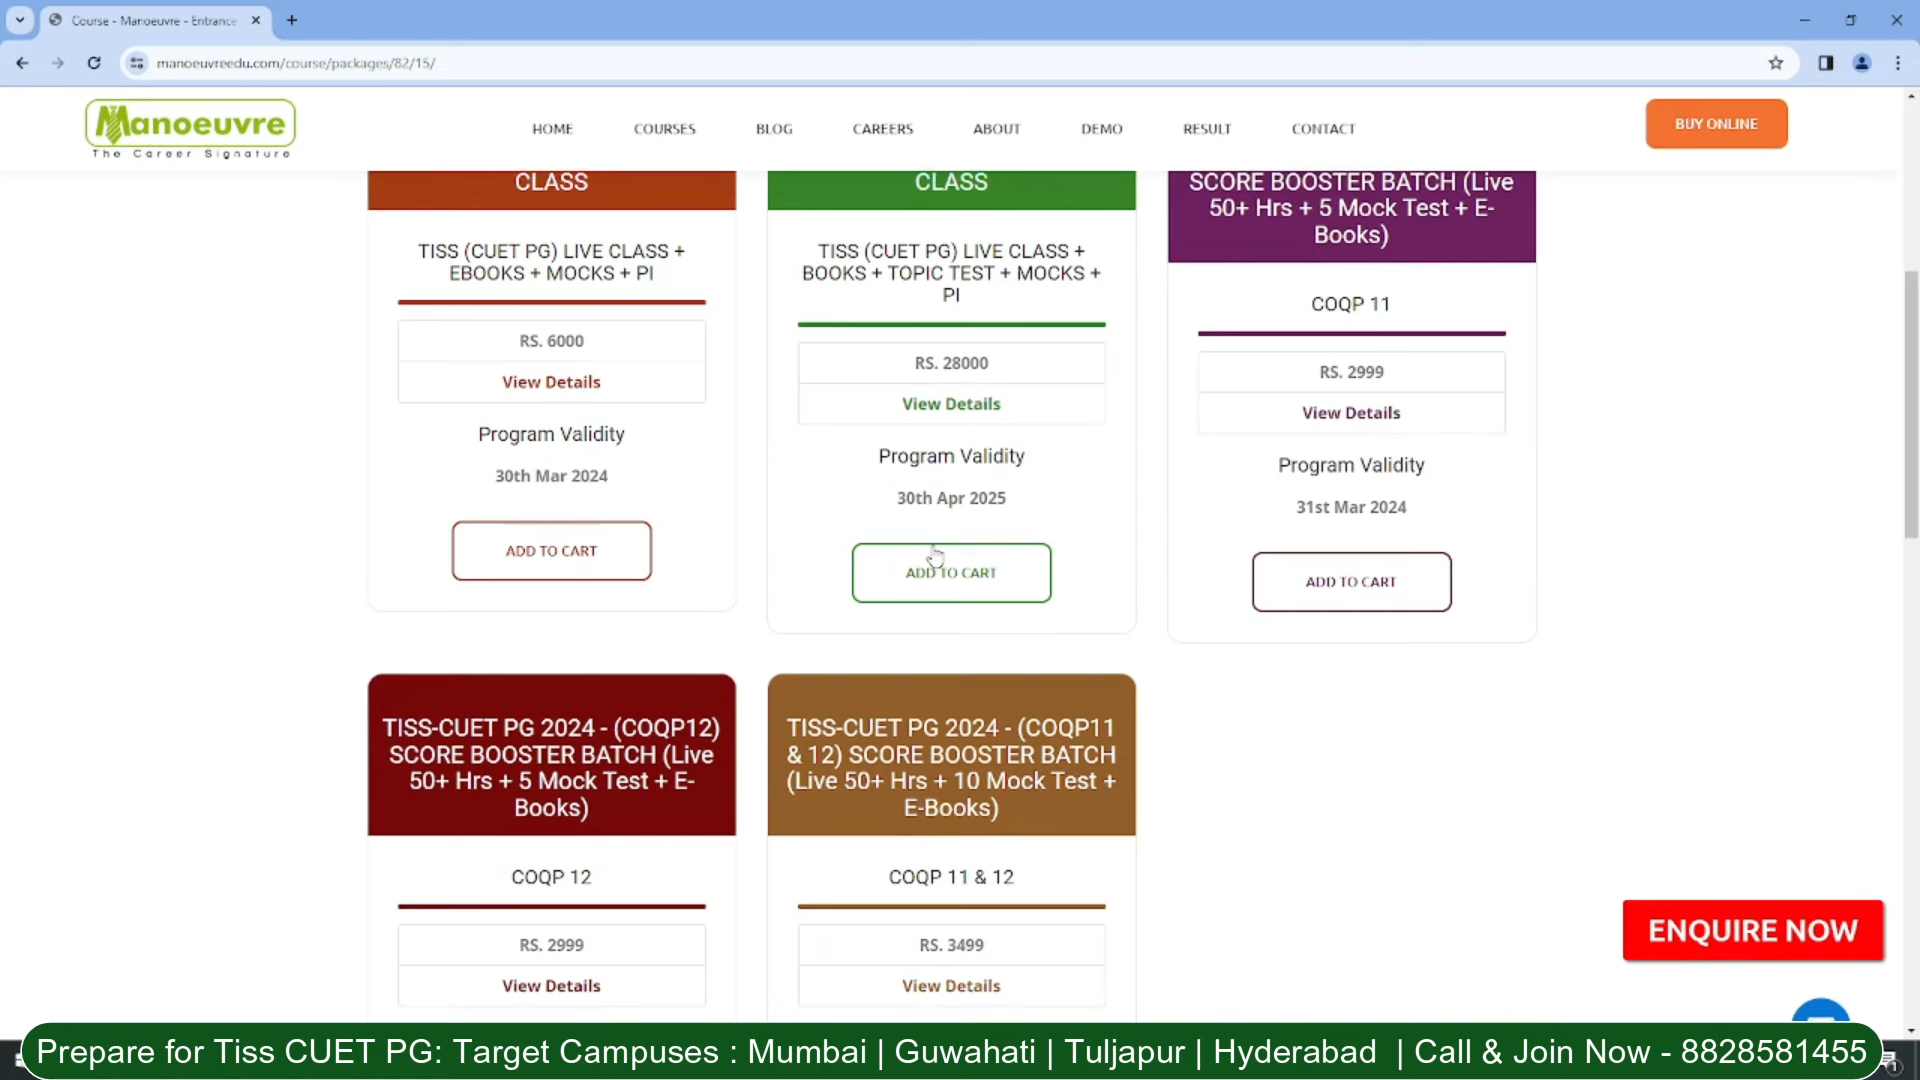 Course - Manoeuvre - Entrance
manoeuvreedu.com/course/packages/82/15/
Manoeuvre
The Career Signature
HOME
COURSES
BLOG
CAREERS
ABOUT
DEMO
RESULT
CONTACT
BUY ONLINE
CLASS
TISS (CUET PG) LIVE CLASS +
EBOOKS + MOCKS + PI
RS. 6000
View Details
Program Validity
30th Mar 2024
ADD TO CART
CLASS
TISS (CUET PG) LIVE CLASS +
BOOKS + TOPIC TEST + MOCKS +
PI
RS. 28000
View Details
Program Validity
30th Apr 2025
ADD TO CART
SCORE BOOSTER BATCH (Live
50+ Hrs + 5 Mock Test + E-
Books)
COQP 11
RS. 2999
View Details
Program Validity
31st Mar 2024
ADD TO CART
TISS-CUET PG 2024 - (COQP12)
SCORE BOOSTER BATCH (Live
50+ Hrs + 5 Mock Test + E-
Books)
COQP 12
RS. 2999
View Details
TISS-CUET PG 2024 - (COQP11
& 12) SCORE BOOSTER BATCH
(Live 50+ Hrs + 10 Mock Test +
E-Books)
COQP 11 & 12
RS. 3499
View Details
ENQUIRE NOW
Prepare for Tiss CUET PG: Target Campuses : Mumbai | Guwahati | Tuljapur | Hyderabad | Call & Join Now - 8828581455
1